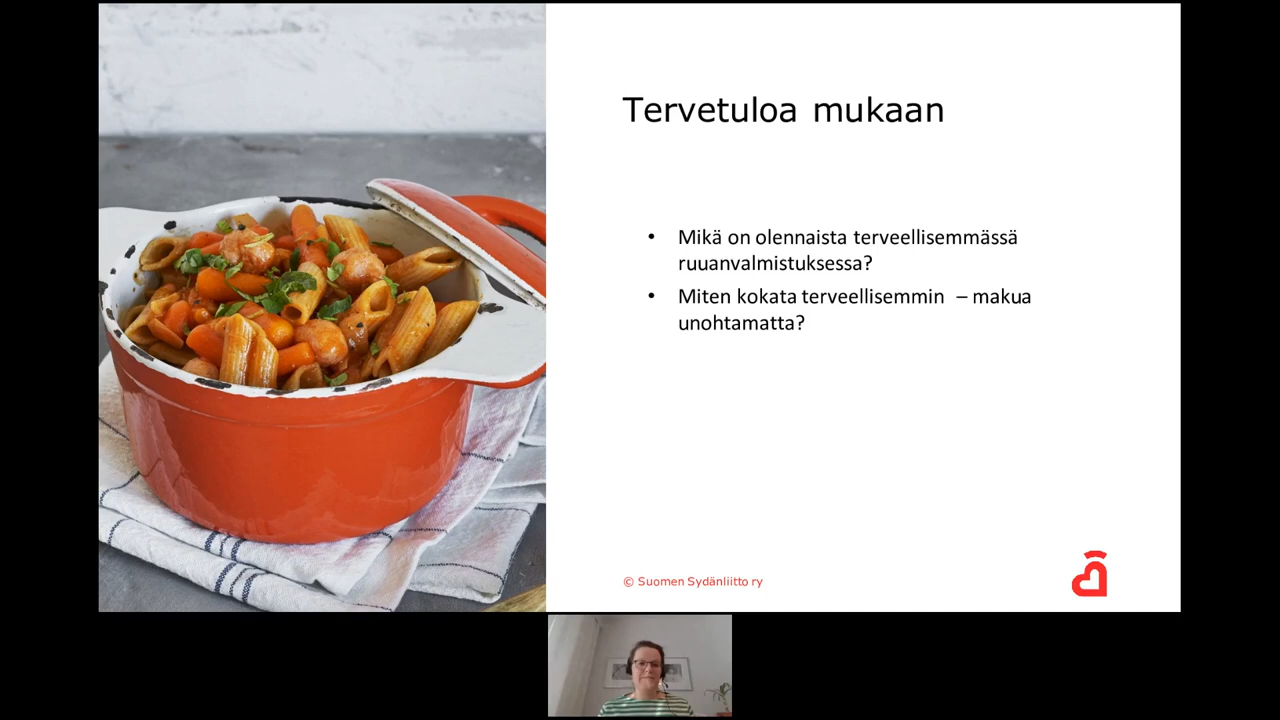 Tervetuloa mukaan
• Mikä on olennaista terveellisemmässä
ruuanvalmistuksessa?
• Miten kokata terveellisemmin – makua
unohtamatta?
© Suomen Sydänliitto ry